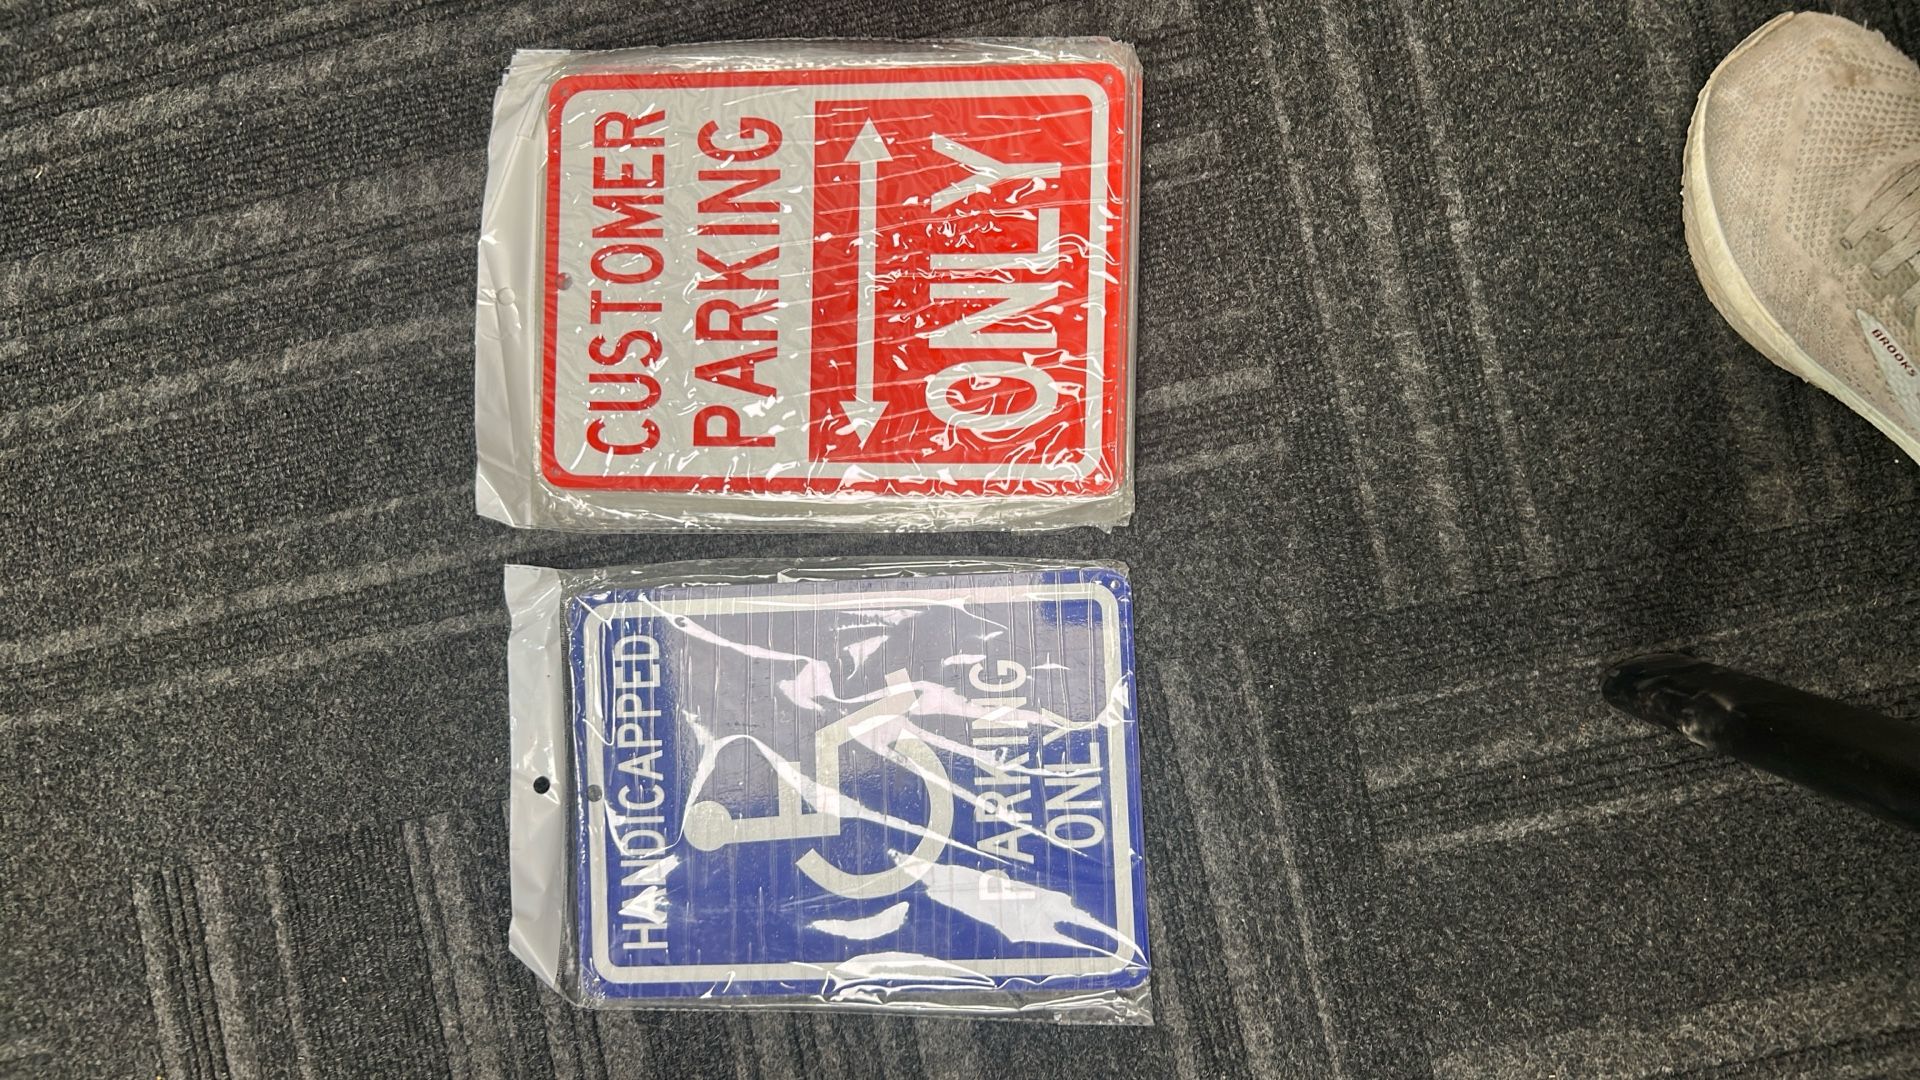 CUSTOMER
PARKING
ONLY
HANDICAPPED
PARKING
ONLY
BROOKS